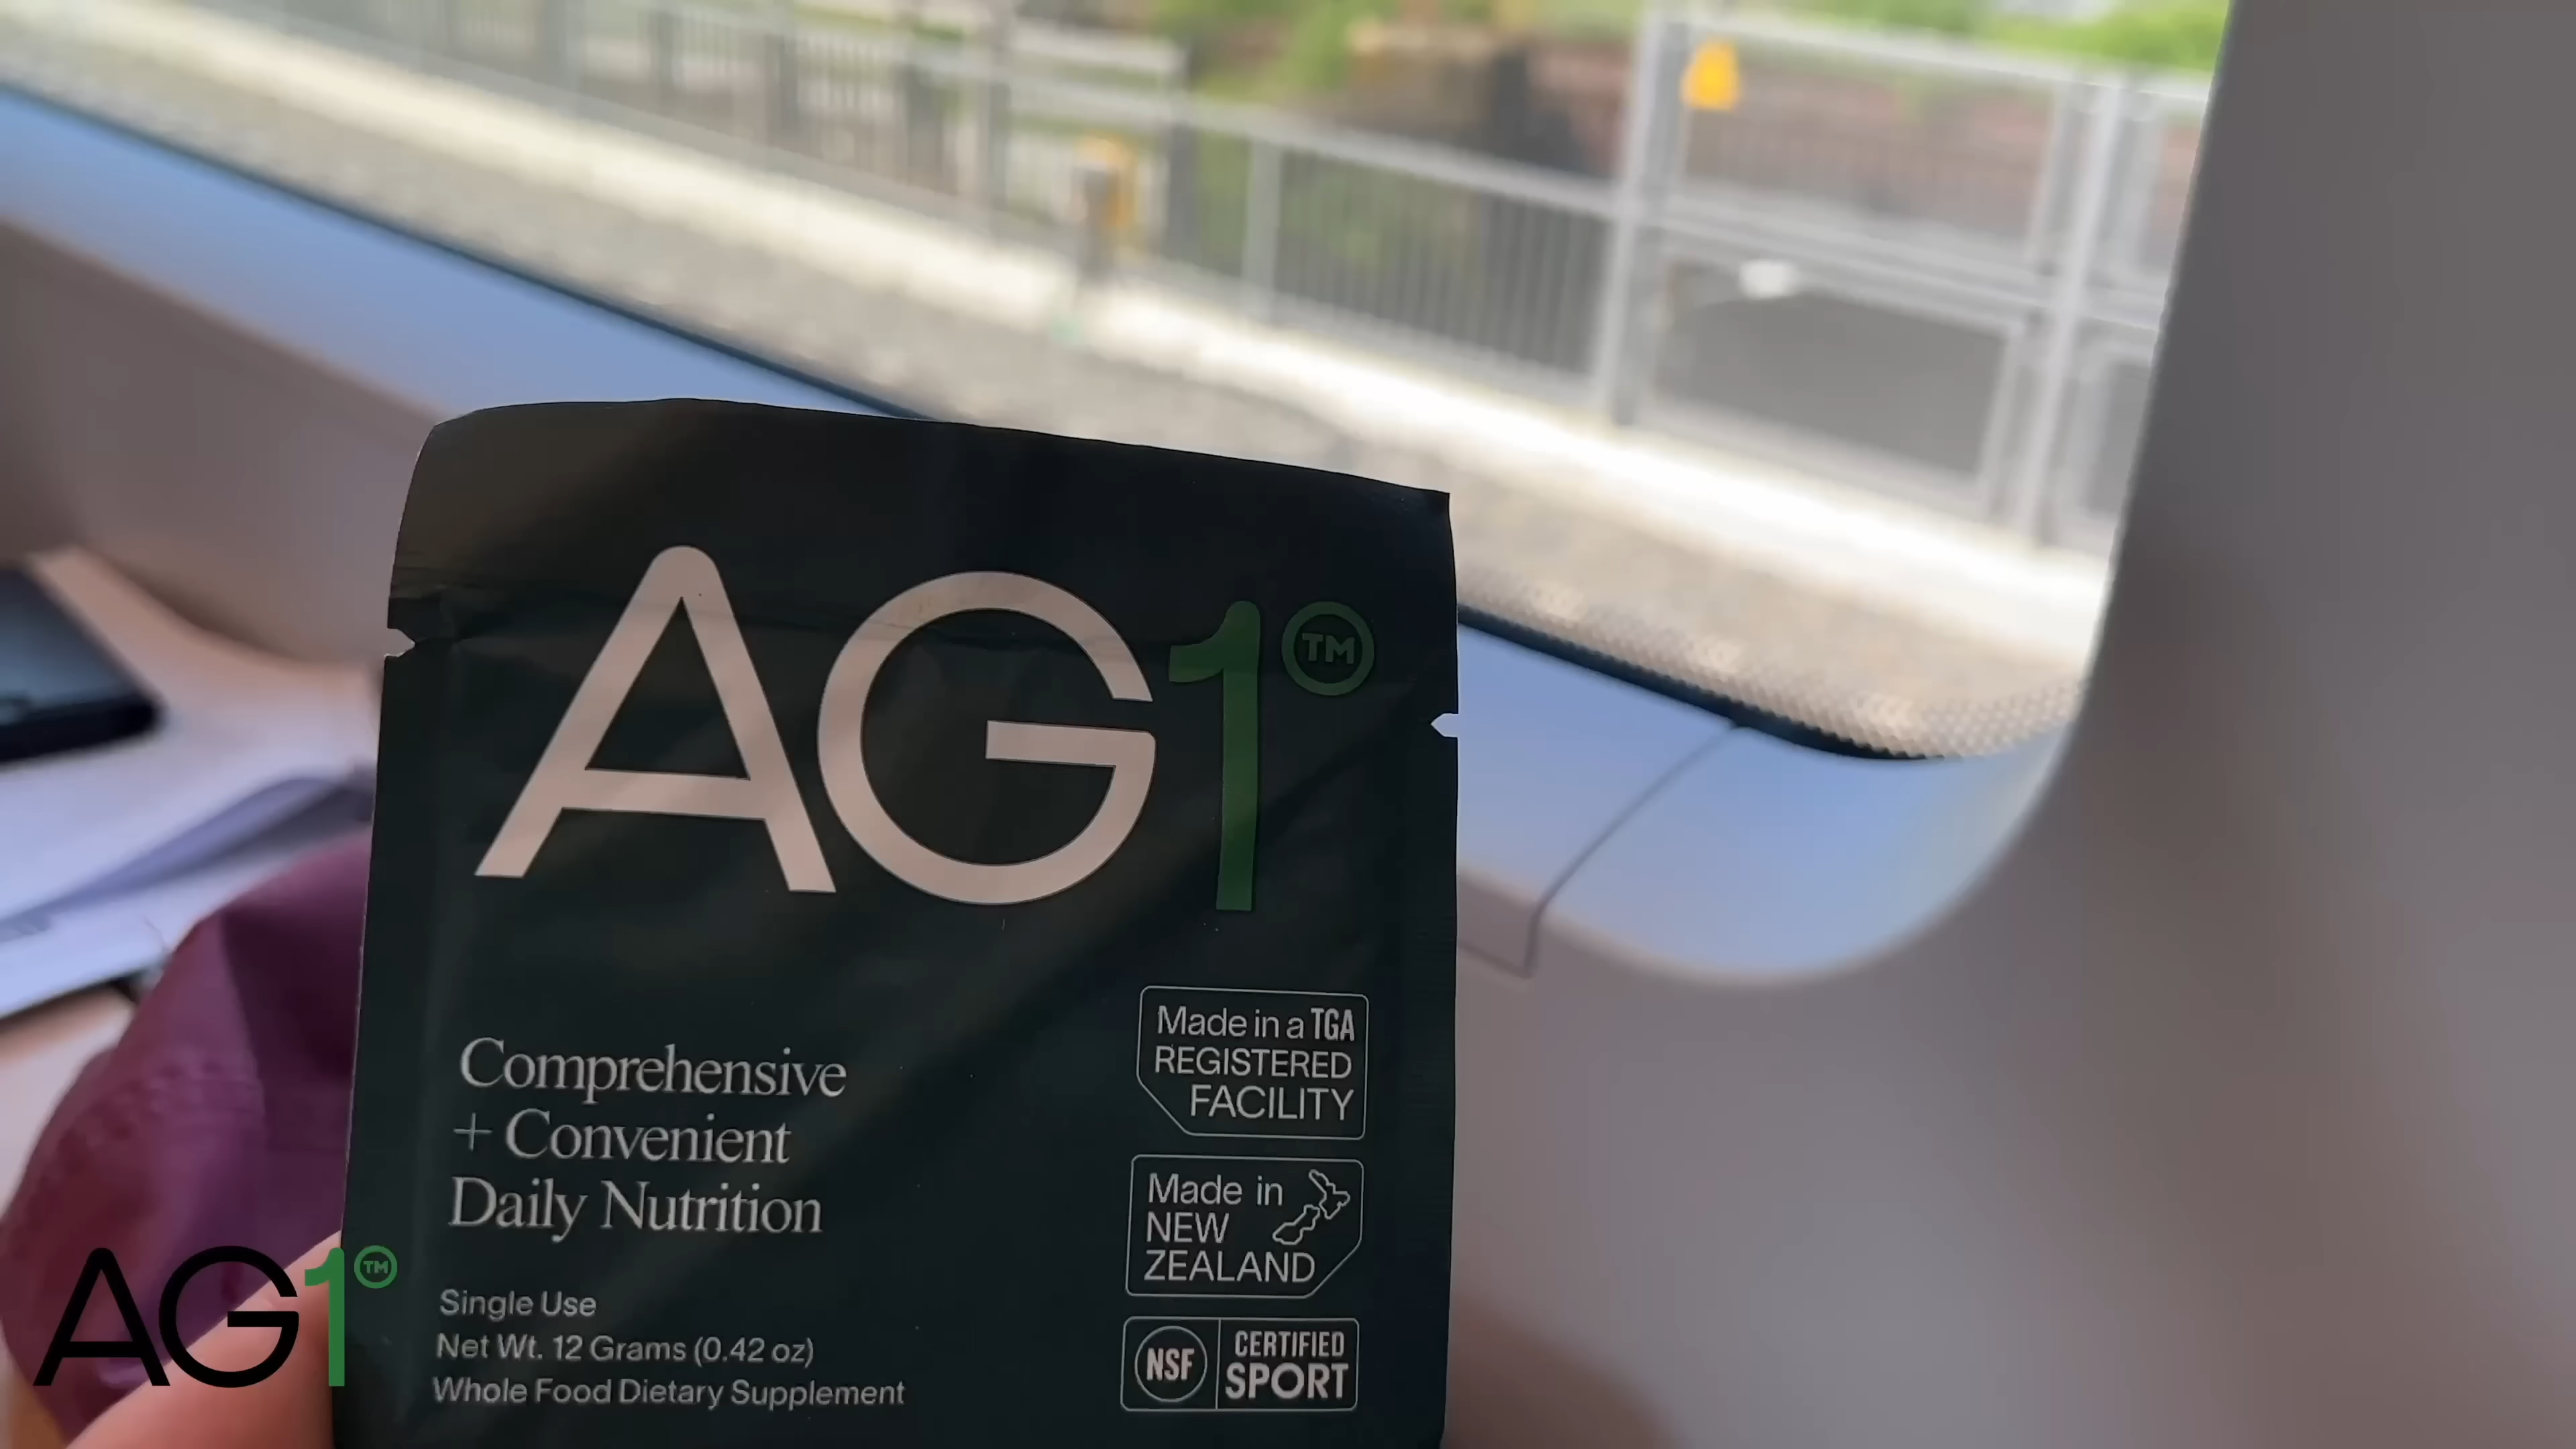 AG1™
Comprehensive
+ Convenient
Daily Nutrition
Single Use
Net Wt. 12 Grams (0.42 oz)
Whole Food Dietary Supplement
Made in a TGA
REGISTERED
FACILITY
Made in
NEW
ZEALAND
NSF CERTIFIED
SPORT
AG1™